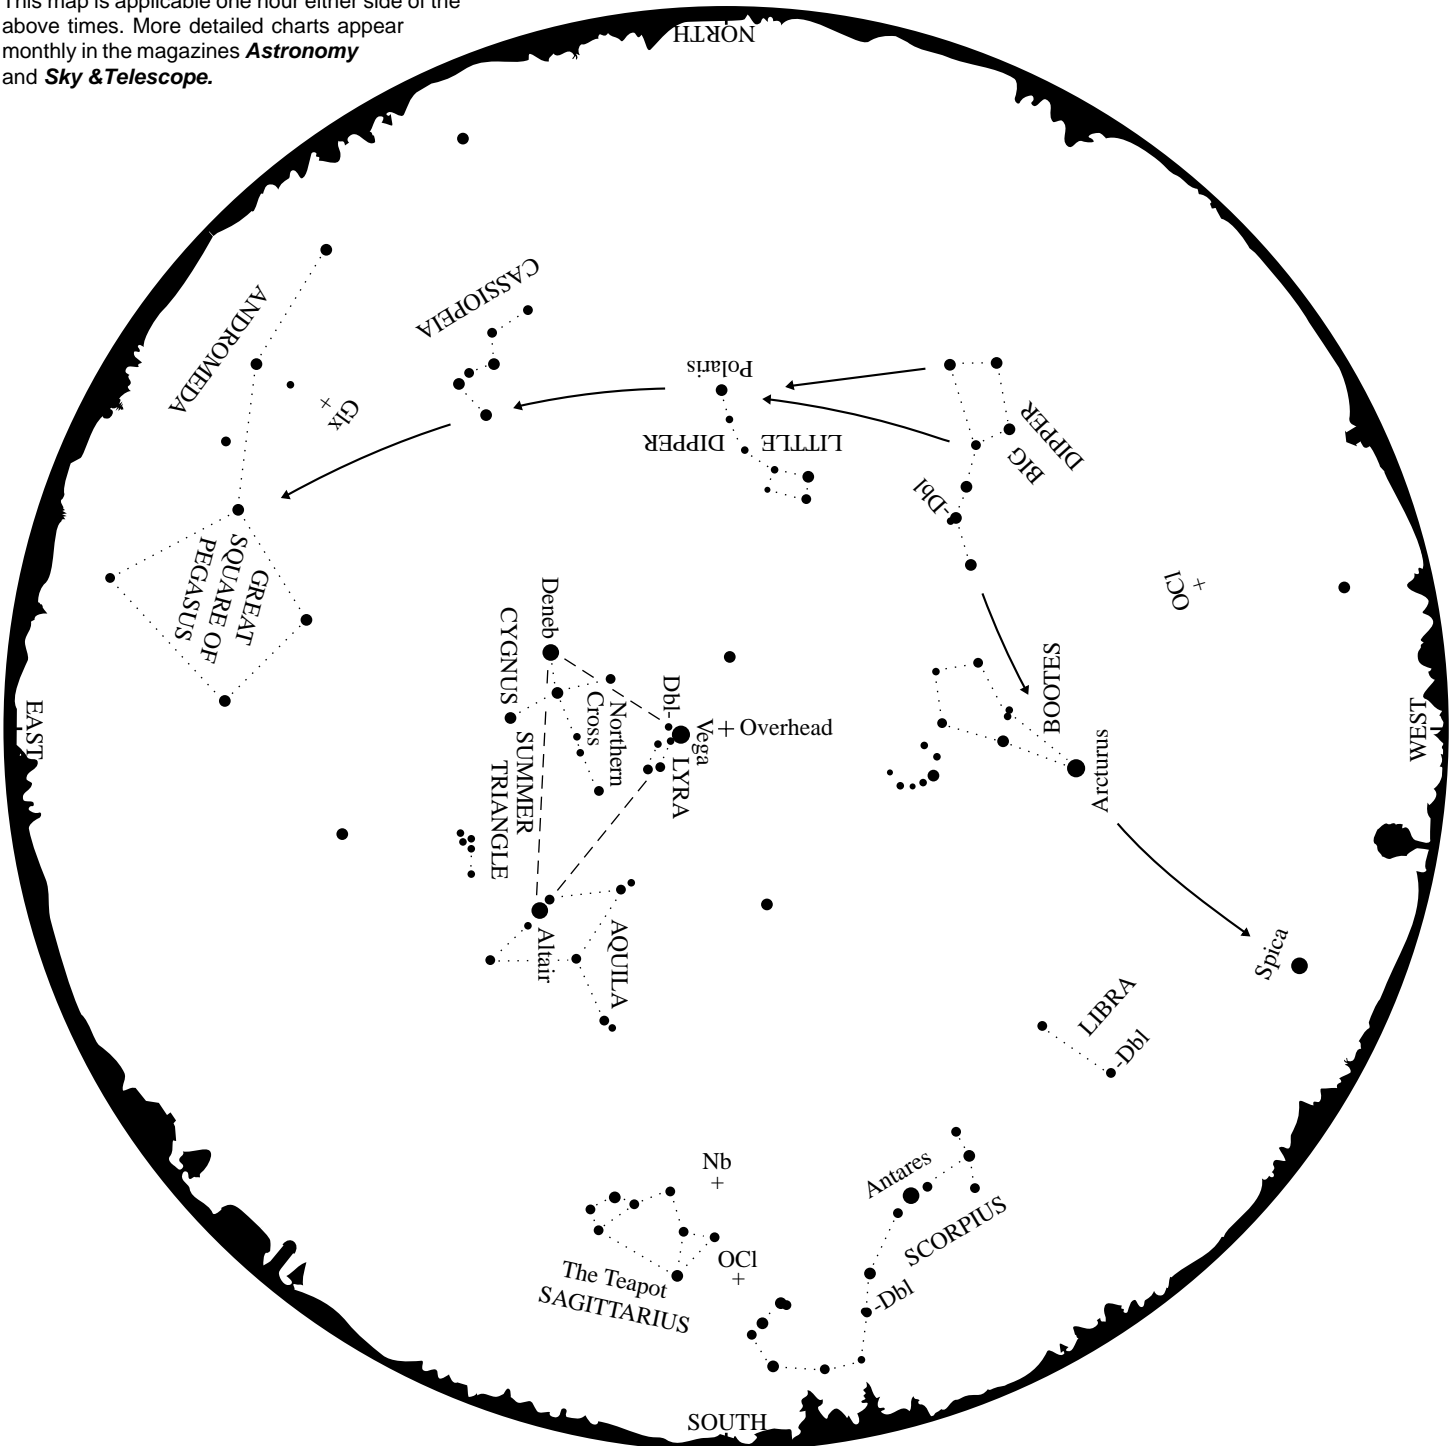 This map is applicable one hour either side of the
above times. More detailed charts appear
monthly in the magazines Astronomy
and Sky &Telescope.
NORTH
CASSIOPEIA
ANDROMEDA
Glx
+
Polaris
LITTLE DIPPER
BIG
DIPPER
-Dbl
OCl
+
GREAT
SQUARE OF
PEGASUS
Deneb
CYGNUS
Northern
Cross
SUMMER
TRIANGLE
Dbl-
Vega
LYRA
+ Overhead
BOOTES
Arcturus
EAST
WEST
Altair
AQUILA
Spica
LIBRA
-Dbl
Nb
+
Antares
SCORPIUS
-Dbl
OCl
+
The Teapot
SAGITTARIUS
SOUTH